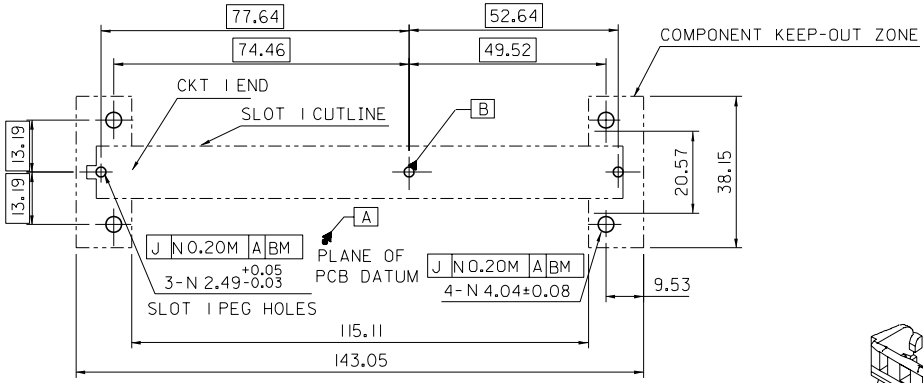 77.64
52.64
COMPONENT KEEP-OUT ZONE
74.46
49.52
CKT 1 END
SLOT 1 CUTLINE
B
13.19
13.19
20.57
38.15
A
J N 0.20M A BM
PLANE OF
PCB DATUM
J N 0.20M A BM
3-N 2.49 +0.05 -0.03
4-N 4.04±0.08
9.53
SLOT 1 PEG HOLES
115.11
143.05